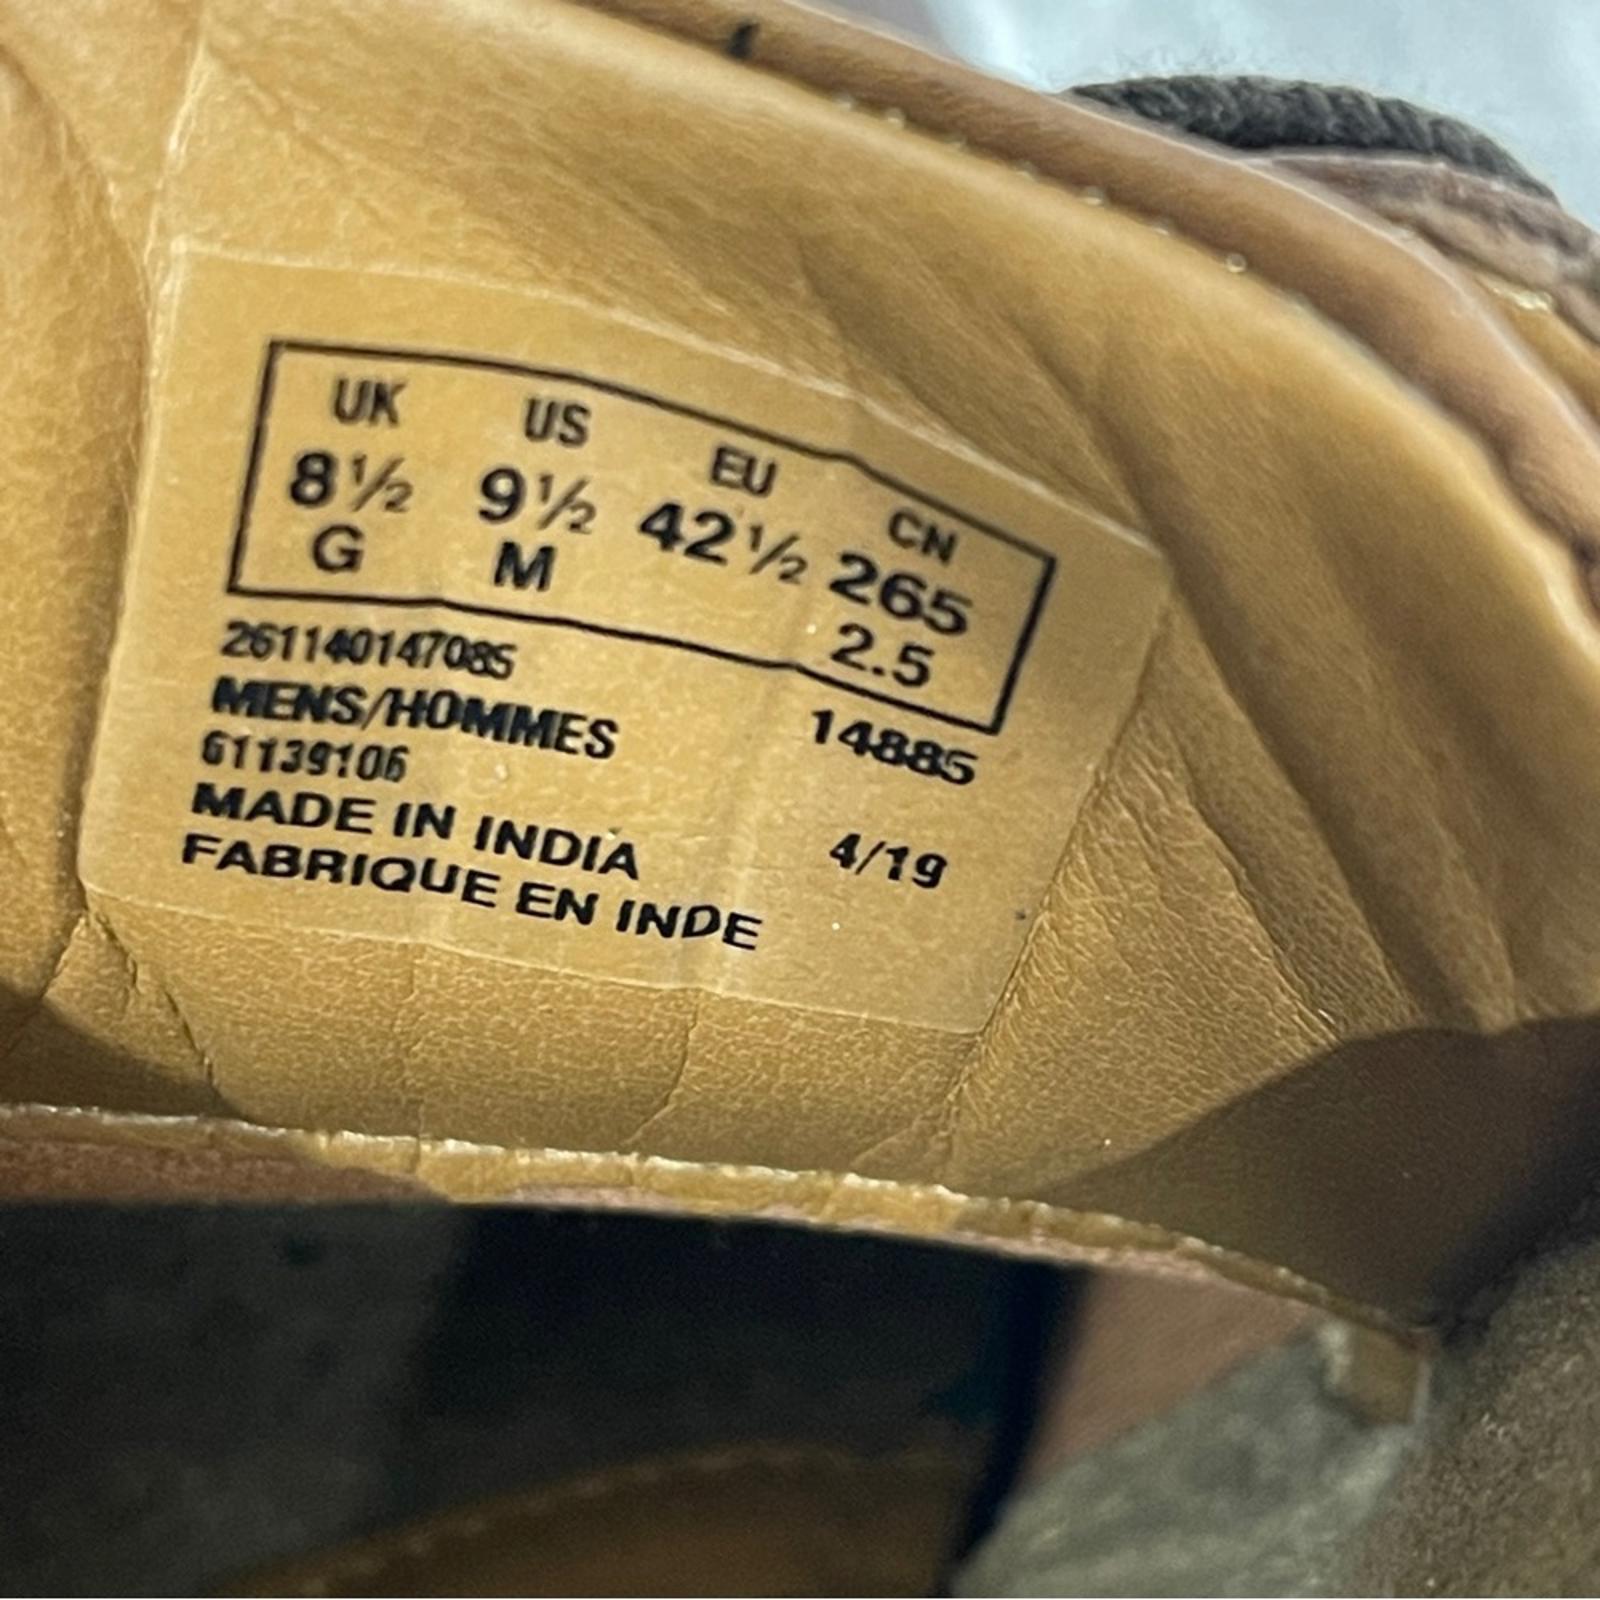 UK US EU CN
8½ 9½ 42½ 265
G M 2.5
261140147085
MENS/HOMMES 14885
61139106
MADE IN INDIA 4/19
FABRIQUE EN INDE